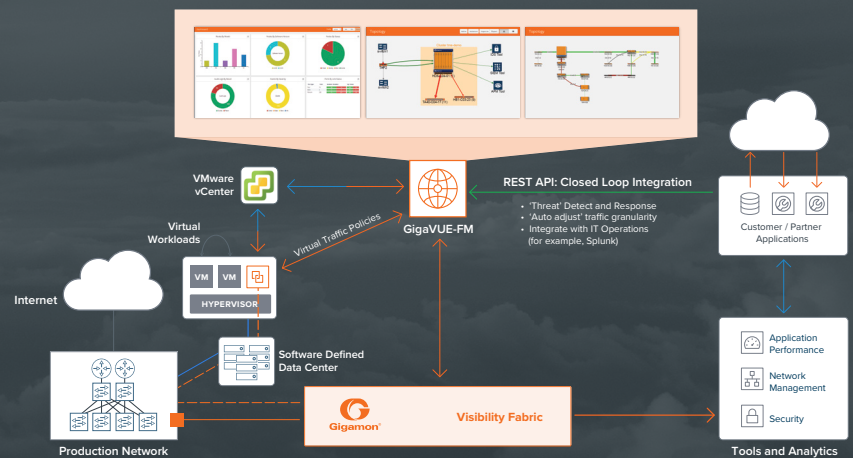 VMware
vCenter
GigaVUE-FM
REST API: Closed Loop Integration
• 'Threat' Detect and Response
• 'Auto adjust' traffic granularity
• Integrate with IT Operations
(for example, Splunk)
Customer / Partner
Applications
Virtual
Workloads
Virtual Traffic Policies
VM
VM
HYPERVISOR
Internet
Software Defined
Data Center
Production Network
Gigamon®
Visibility Fabric
Application
Performance
Network
Management
Security
Tools and Analytics